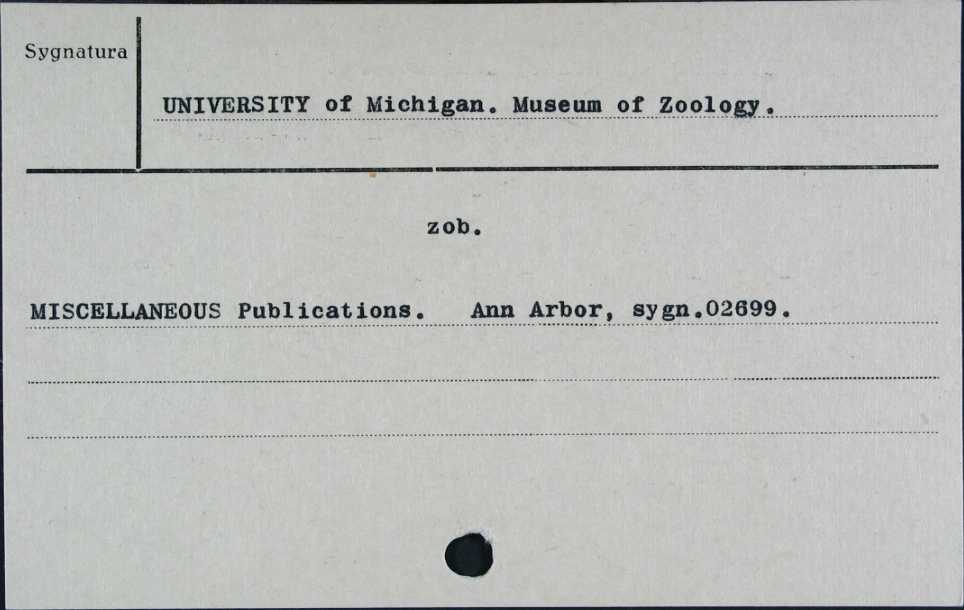 Sygnatura
UNIVERSITY of Michigan. Museum of Zoology.
zob.
MISCELLANEOUS Publications. Ann Arbor, sygn.02699.